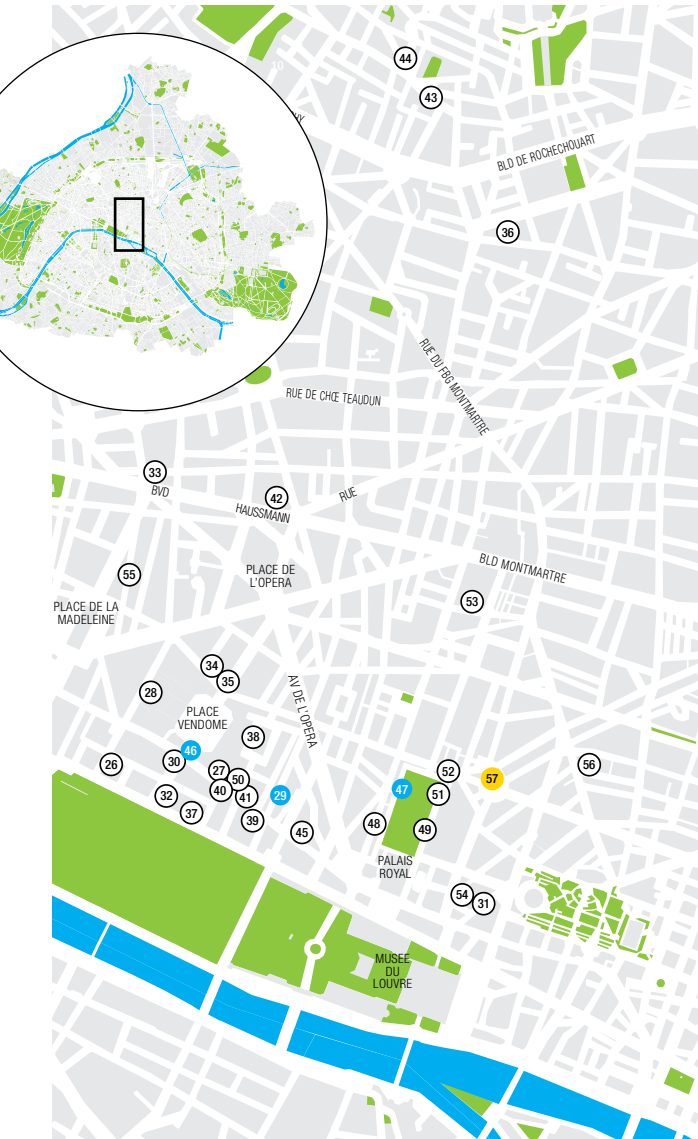 44
10
43
HY
BLD DE ROCHECHOUART
36
RUE DU FBG MONTMARTRE
RUE DE CHŒ TEAUDUN
33
BVD
42
HAUSSMANN
RUE
BLD MONTMARTRE
55
PLACE DE
L'OPERA
53
PLACE DE LA
MADELEINE
34
35
28
AV DE L'OPERA
PLACE
VENDOME
38
46
30
26
27
50
40
41
29
32
37
39
45
52
57
56
47
51
48
49
PALAIS
ROYAL
54
31
MUSEE
DU
LOUVRE